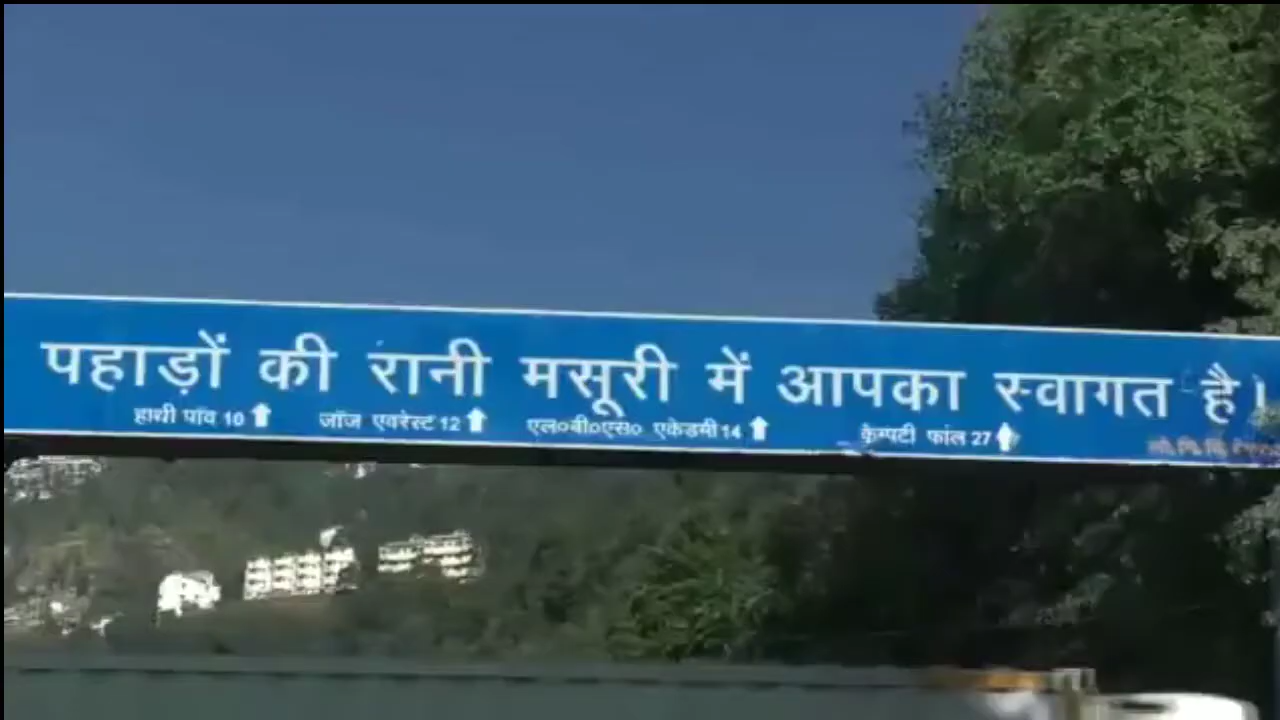 पहाड़ों की रानी मसूरी में आपका स्वागत है।
हाथी पांव 10 जॉज एवरेस्ट 12 एल०बी०एस० एकेडमी 14 केम्पटी फॉल 27